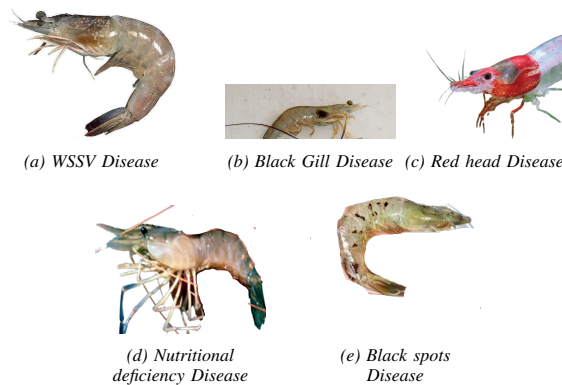 (a) WSSV Disease
(b) Black Gill Disease
(c) Red head Disease
(d) Nutritional
deficiency Disease
(e) Black spots
Disease